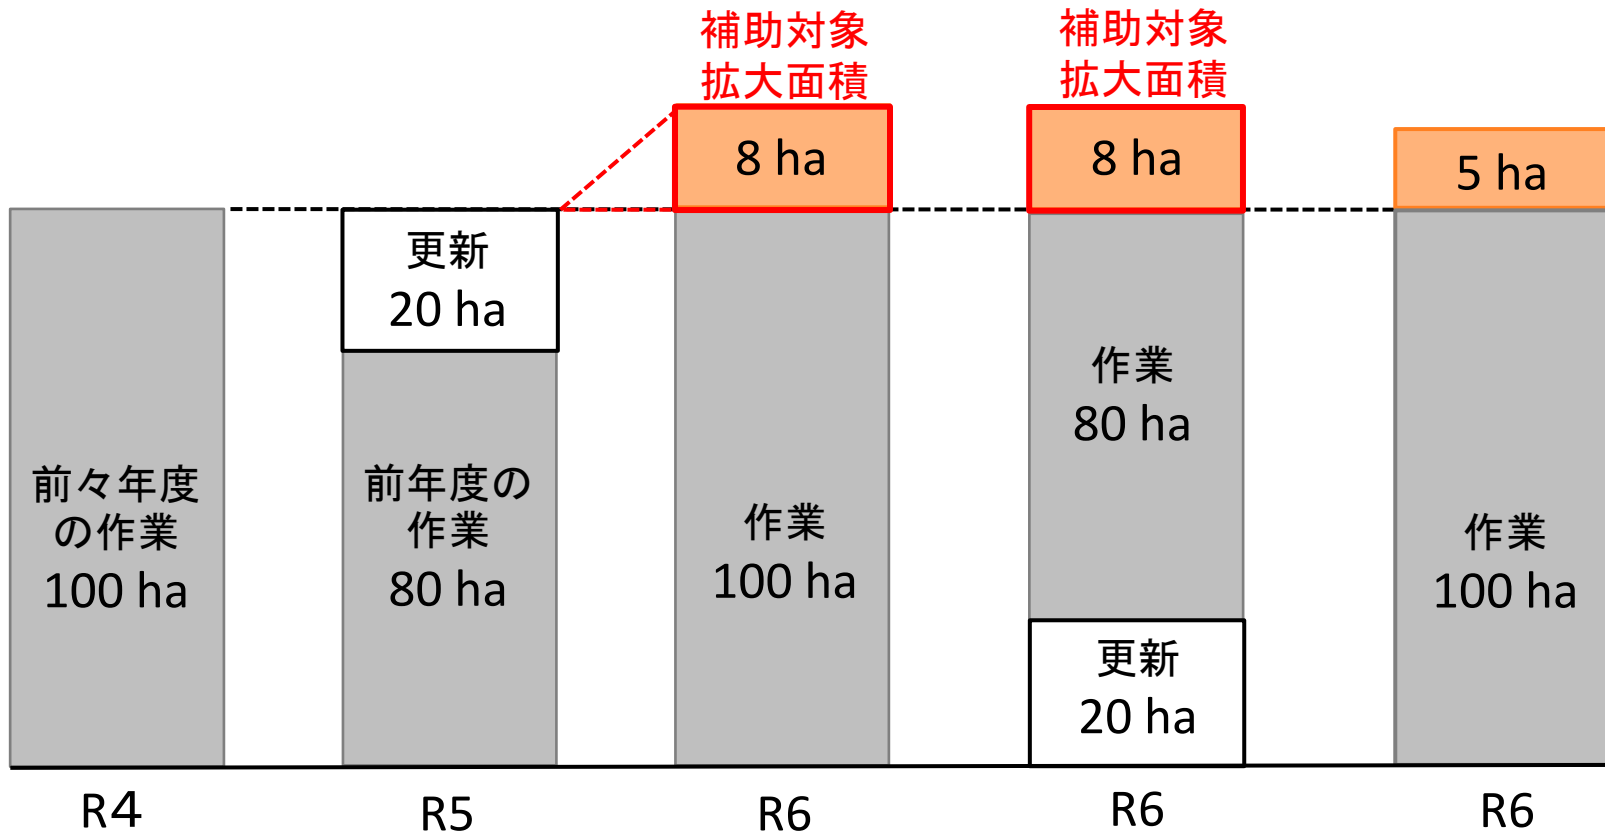 補助対象
拡大面積
補助対象
拡大面積
8 ha
8 ha
5 ha
更新
20 ha
前々年度
の作業
100 ha
前年度の
作業
80 ha
作業
100 ha
作業
80 ha
更新
20 ha
作業
100 ha
R4
R5
R6
R6
R6